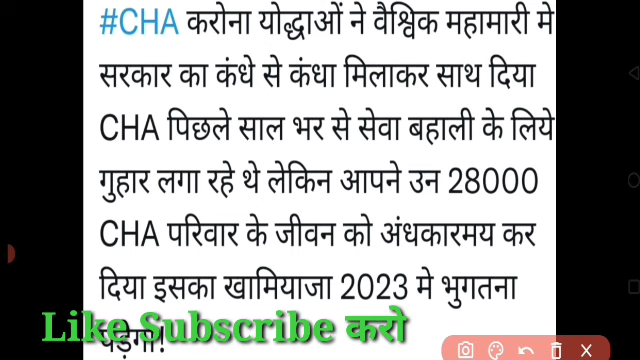 #CHA करोना योद्धाओं ने वैश्विक महामारी मे
सरकार का कंधे से कंधा मिलाकर साथ दिया
CHA पिछले साल भर से सेवा बहाली के लिये
गुहार लगा रहे थे लेकिन आपने उन 28000
CHA परिवार के जीवन को अंधकारमय कर
दिया इसका खामियाजा 2023 मे भुगतना
पड़ेगा!
Like Subscribe करो